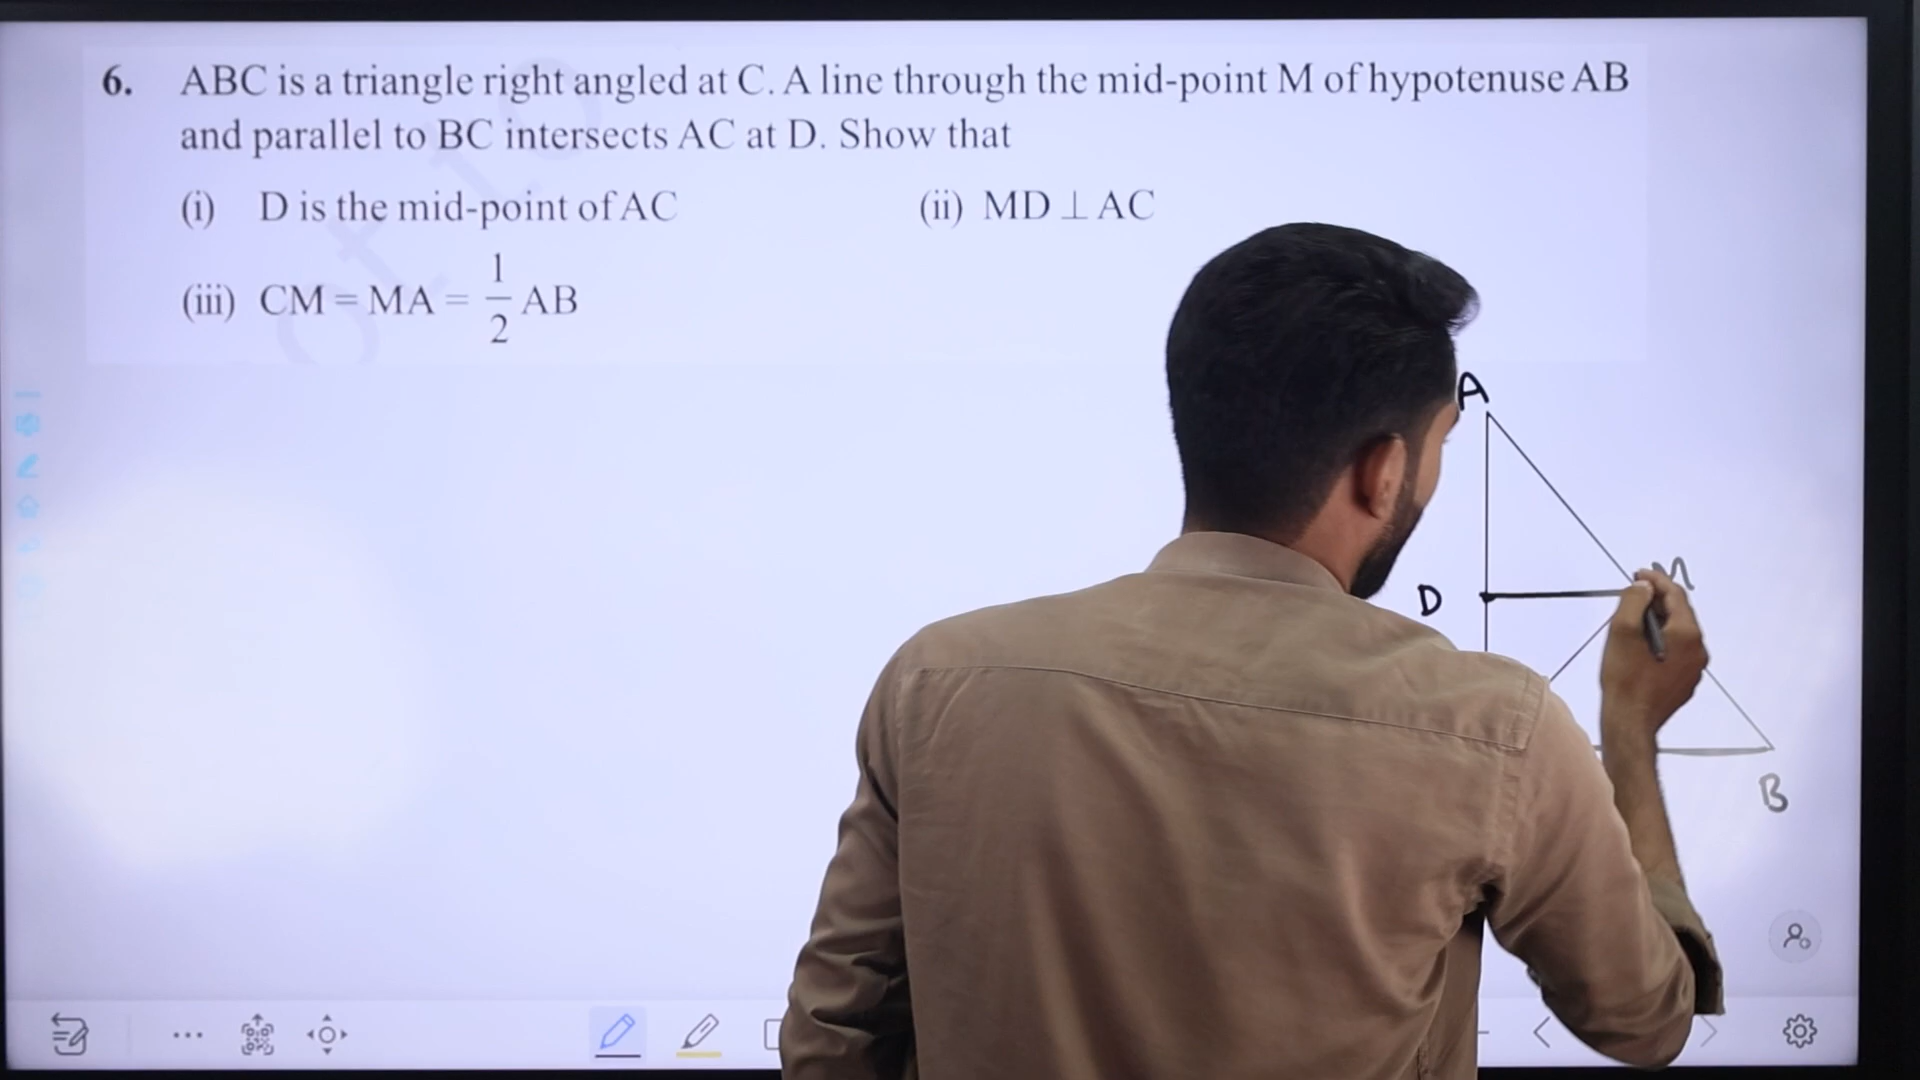 6. ABC is a triangle right angled at C. A line through the mid-point M of hypotenuse AB
and parallel to BC intersects AC at D. Show that
(i) D is the mid-point of AC (ii) MD ⊥ AC
(iii) CM = MA = 1/2 AB
A
M
D
B